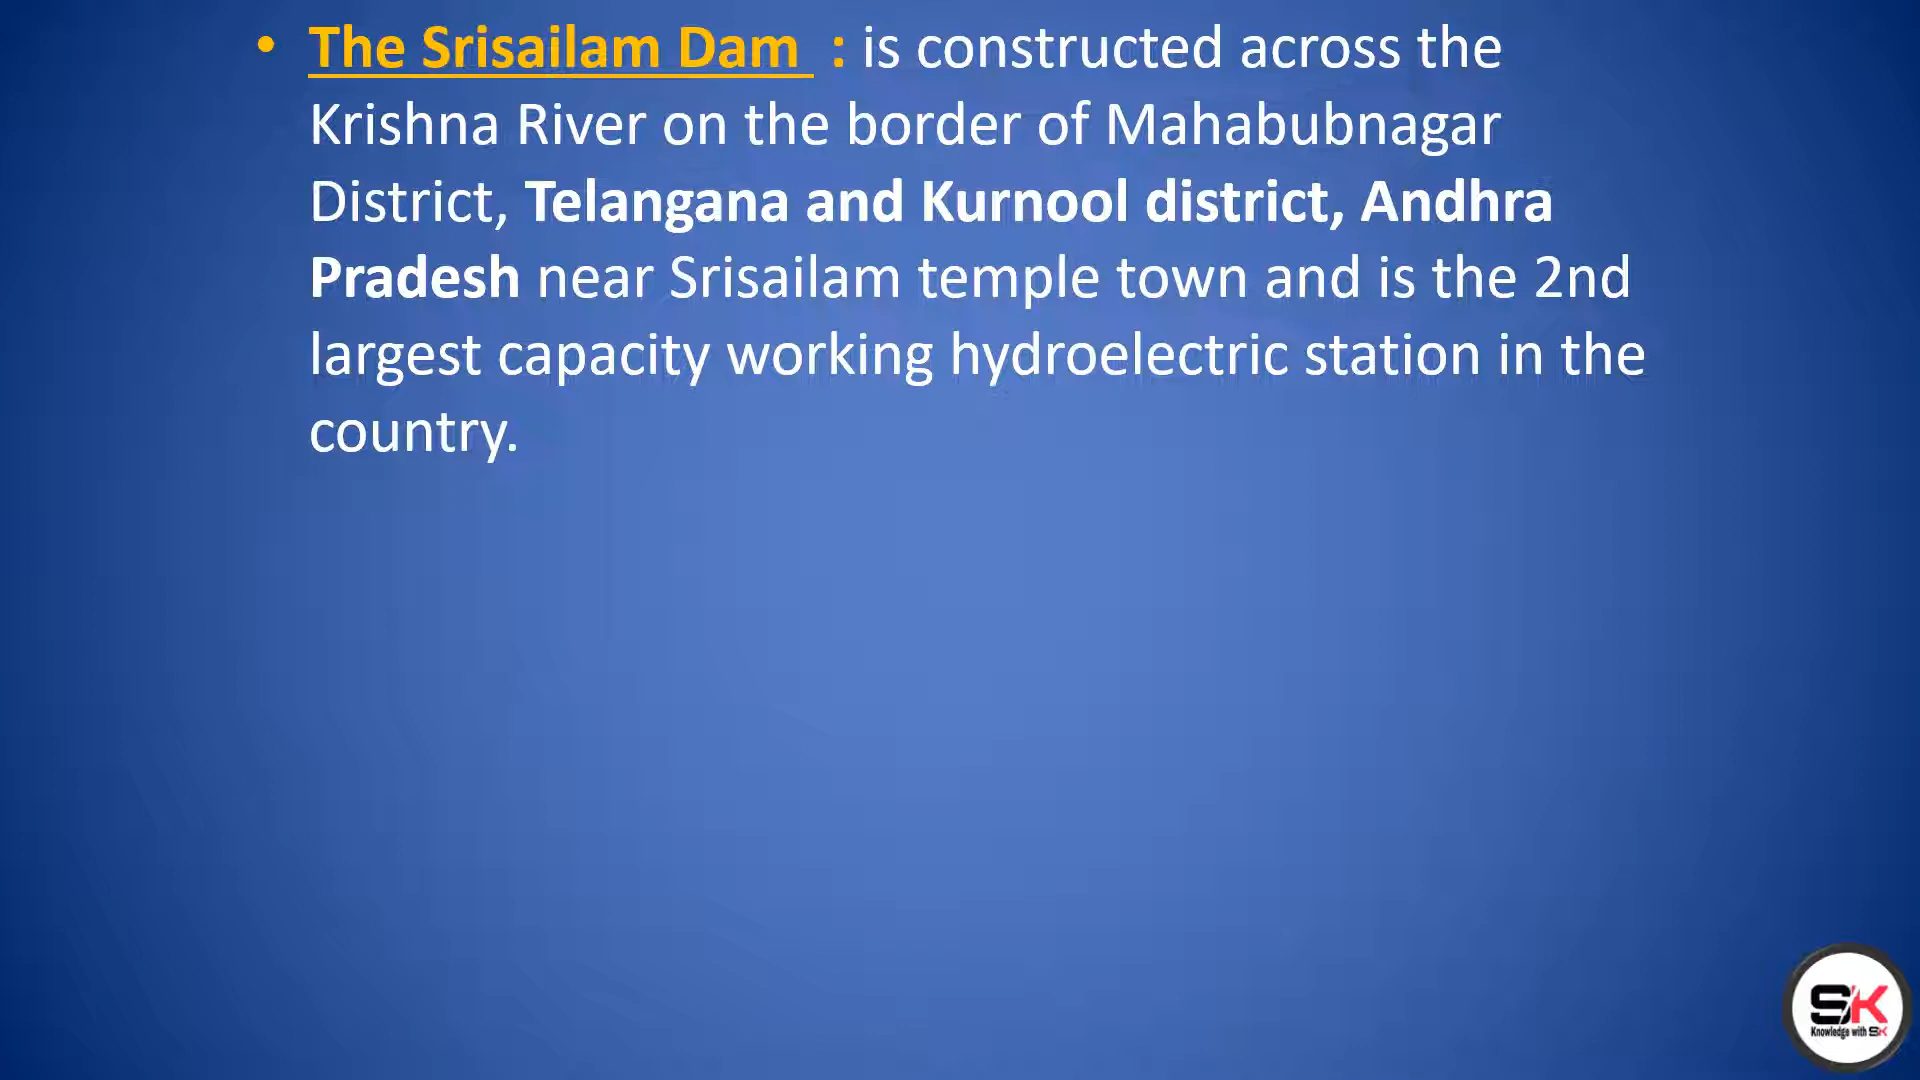 • The Srisailam Dam : is constructed across the
Krishna River on the border of Mahabubnagar
District, Telangana and Kurnool district, Andhra
Pradesh near Srisailam temple town and is the 2nd
largest capacity working hydroelectric station in the
country.
SK
Knowledge with SK